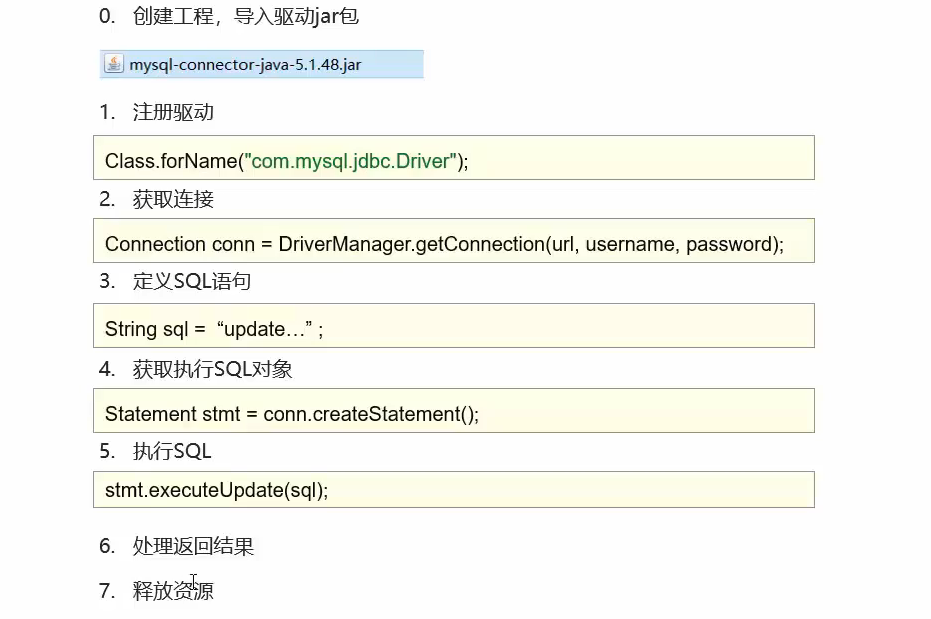 0. 创建工程，导入驱动jar包
mysql-connector-java-5.1.48.jar
1. 注册驱动
Class.forName("com.mysql.jdbc.Driver");
2. 获取连接
Connection conn = DriverManager.getConnection(url, username, password);
3. 定义SQL语句
String sql = “update…” ;
4. 获取执行SQL对象
Statement stmt = conn.createStatement();
5. 执行SQL
stmt.executeUpdate(sql);
6. 处理返回结果
7. 释放资源